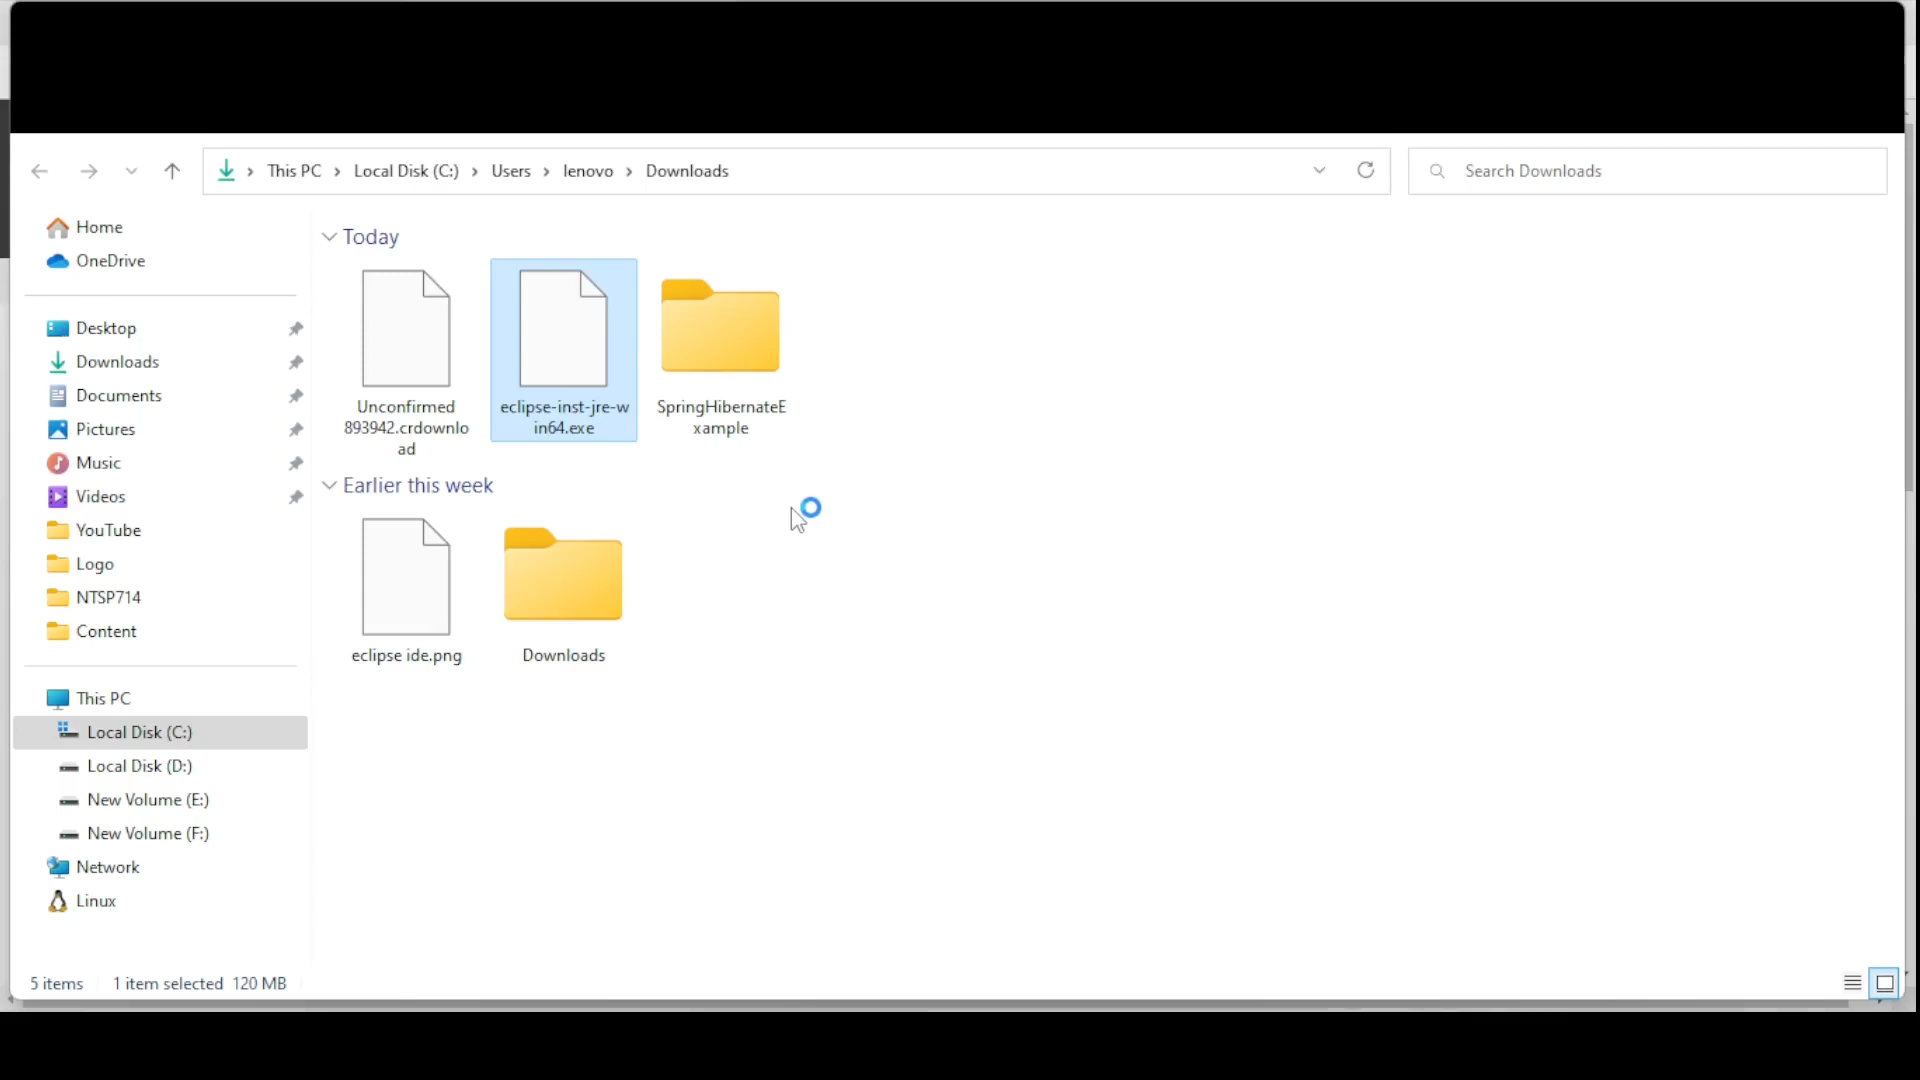 This PC > Local Disk (C:) > Users > lenovo > Downloads
Search Downloads
Home
OneDrive
Desktop
Downloads
Documents
Pictures
Music
Videos
YouTube
Logo
NTSP714
Content
This PC
Local Disk (C:)
Local Disk (D:)
New Volume (E:)
New Volume (F:)
Network
Linux
Today
Unconfirmed
893942.crdownlo
ad
eclipse-inst-jre-w
in64.exe
SpringHibernateE
xample
Earlier this week
eclipse ide.png
Downloads
5 items 1 item selected 120 MB